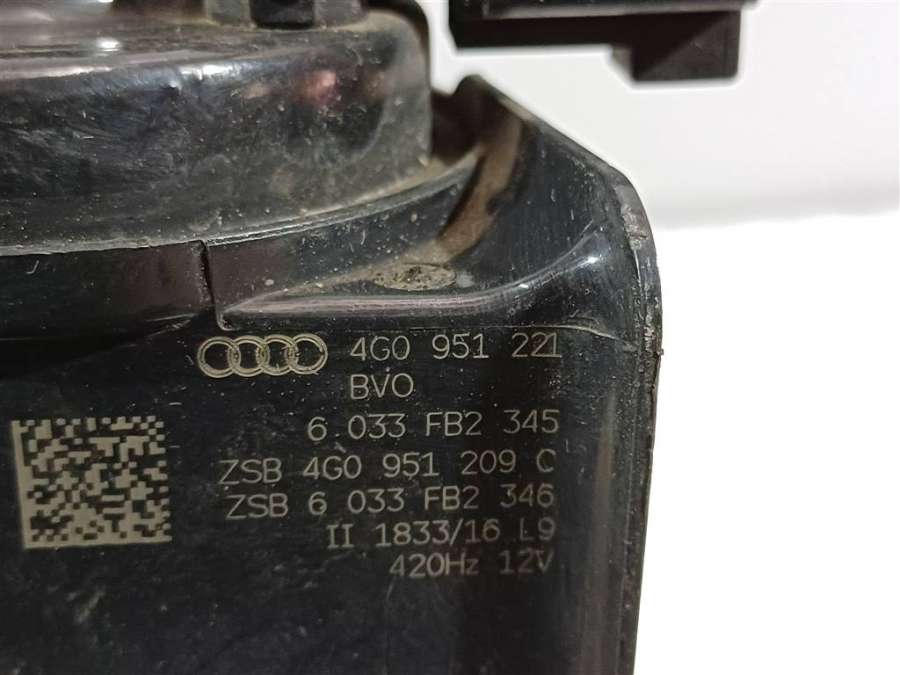 4G0 951 221
BVO
6 033 FB2 345
ZSB 4G0 951 209 C
ZSB 6 033 FB2 346
II 1833/16 L9
420Hz 12V